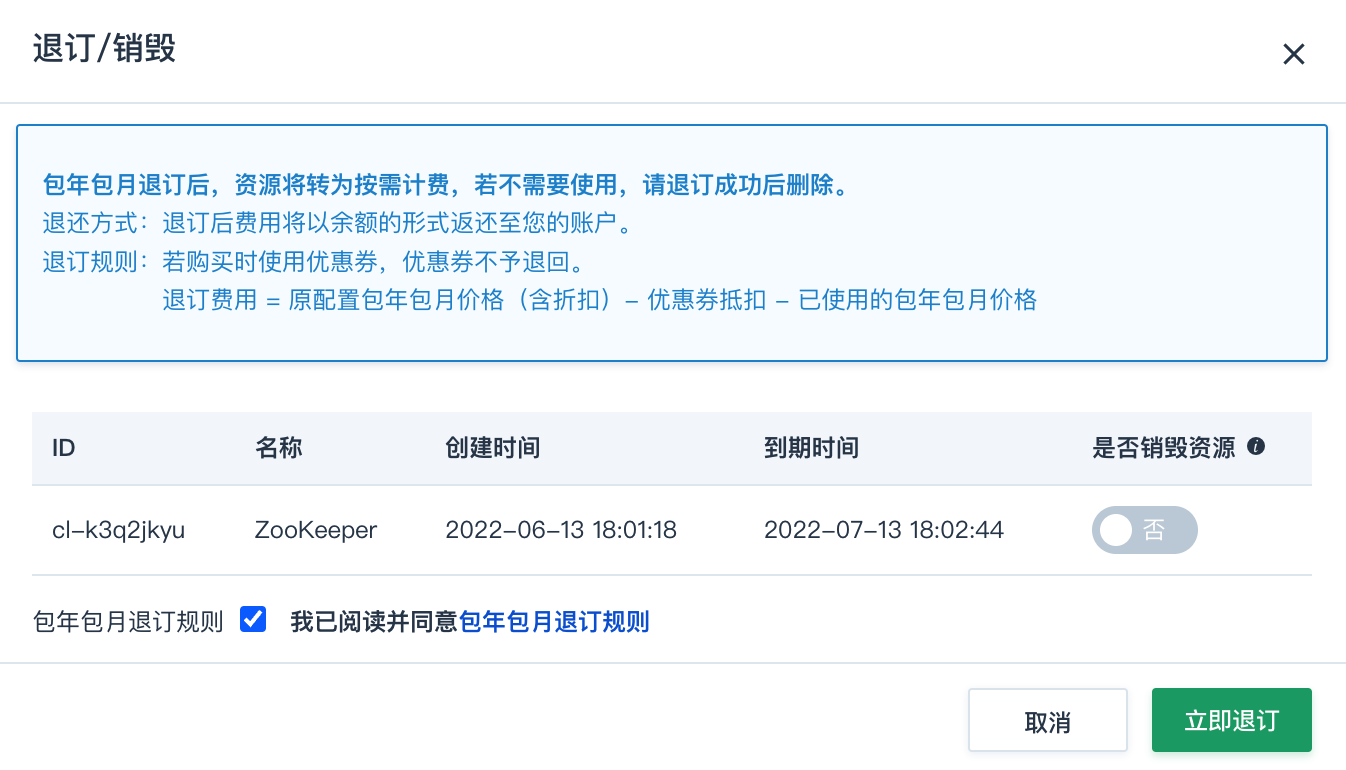 退订/销毁
包年包月退订后，资源将转为按需计费，若不需要使用，请退订成功后删除。
退还方式：退订后费用将以余额的形式返还至您的账户。
退订规则：若购买时使用优惠券，优惠券不予退回。
退订费用 = 原配置包年包月价格（含折扣）– 优惠券抵扣 – 已使用的包年包月价格
ID 名称 创建时间 到期时间 是否销毁资源 i
cl-k3q2jkyu ZooKeeper 2022-06-13 18:01:18 2022-07-13 18:02:44 否
包年包月退订规则 我已阅读并同意包年包月退订规则
取消 立即退订